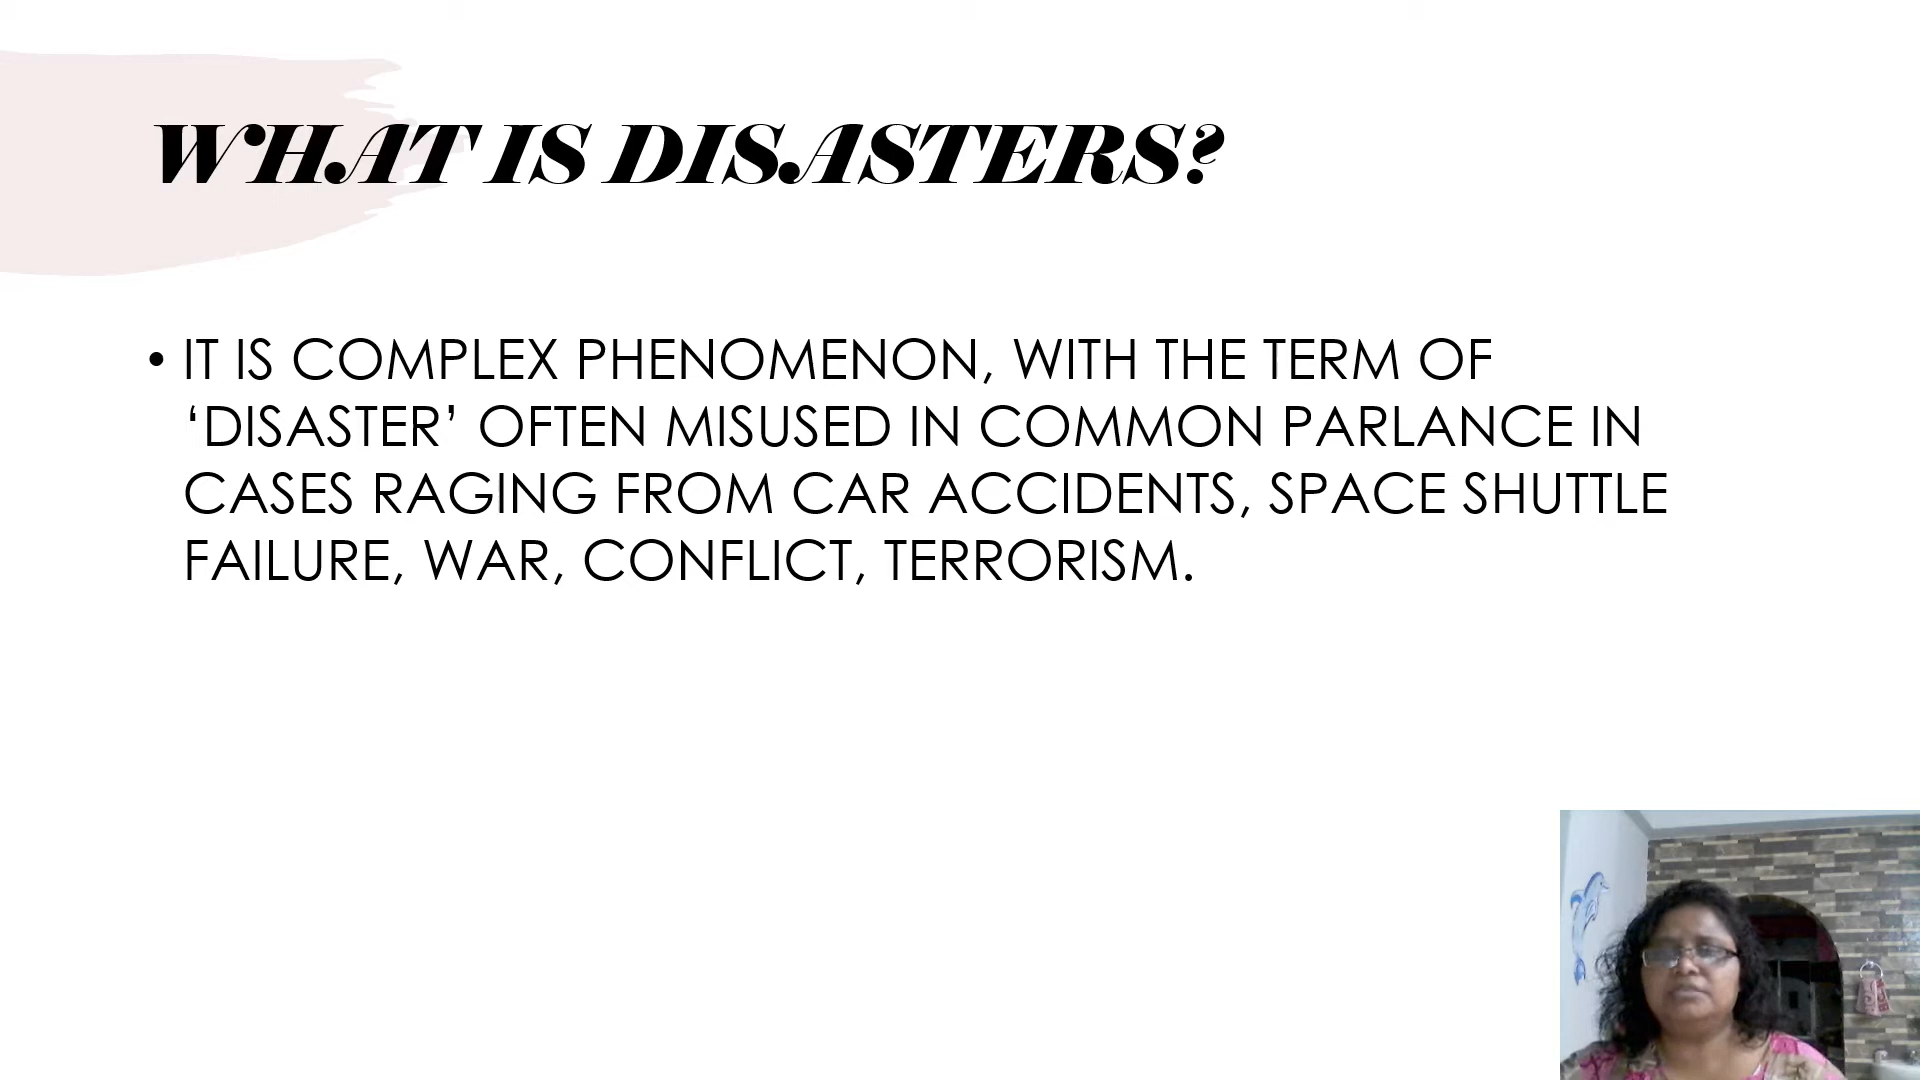 WHAT IS DISASTERS?
• IT IS COMPLEX PHENOMENON, WITH THE TERM OF
‘DISASTER’ OFTEN MISUSED IN COMMON PARLANCE IN
CASES RAGING FROM CAR ACCIDENTS, SPACE SHUTTLE
FAILURE, WAR, CONFLICT, TERRORISM.